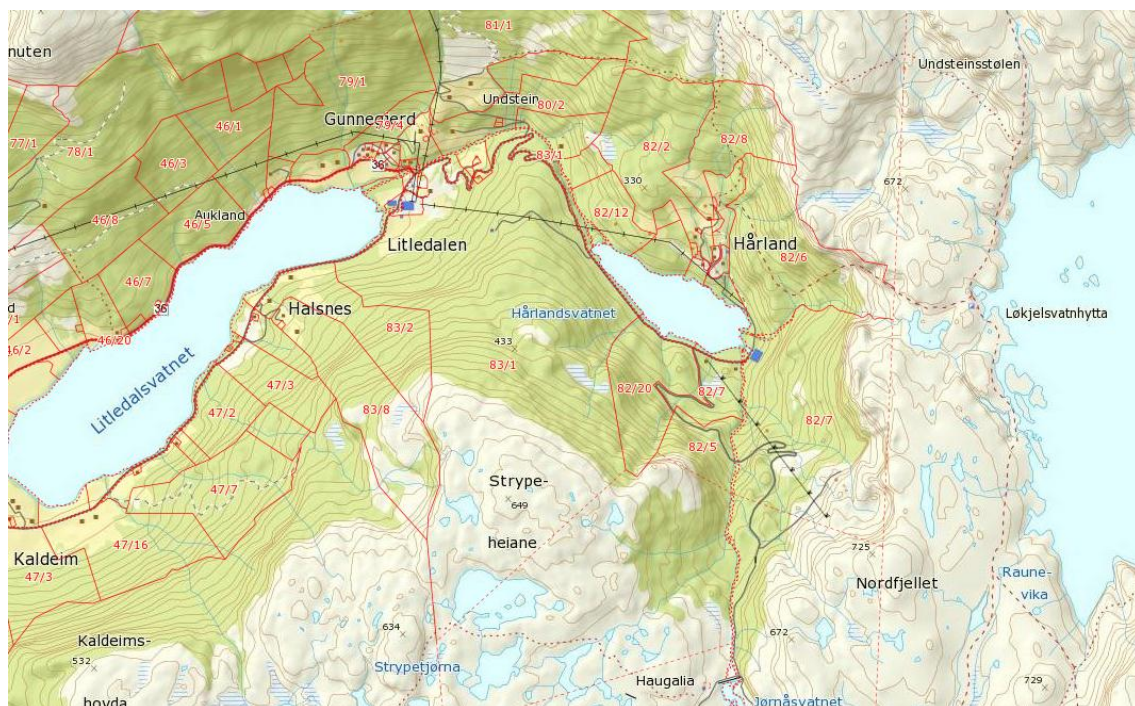 81/1
nuten
Undsteinsstølen
79/1
Undstein
80/2
Gunnegjerd
79/4
46/1
77/1
78/1
82/8
82/2
46/3
83/1
36
330
672
46/8
Aukland
46/5
82/12
Litledalen
Hårland
82/6
46/7
36
Halsnes
Hårlandsvatnet
Løkjelsvatnhytta
/1
83/2
46/20
46/2
433
83/1
47/3
82/20
82/7
Litledalsvatnet
83/8
47/2
82/7
82/5
Strype-
47/7
649
heiane
47/16
Kaldeim
725
47/3
Raune-
Nordfjellet
vika
634
672
Kaldeims-
532
Strypetjørna
Haugalia
729
hovda
Jørnåsvatnet